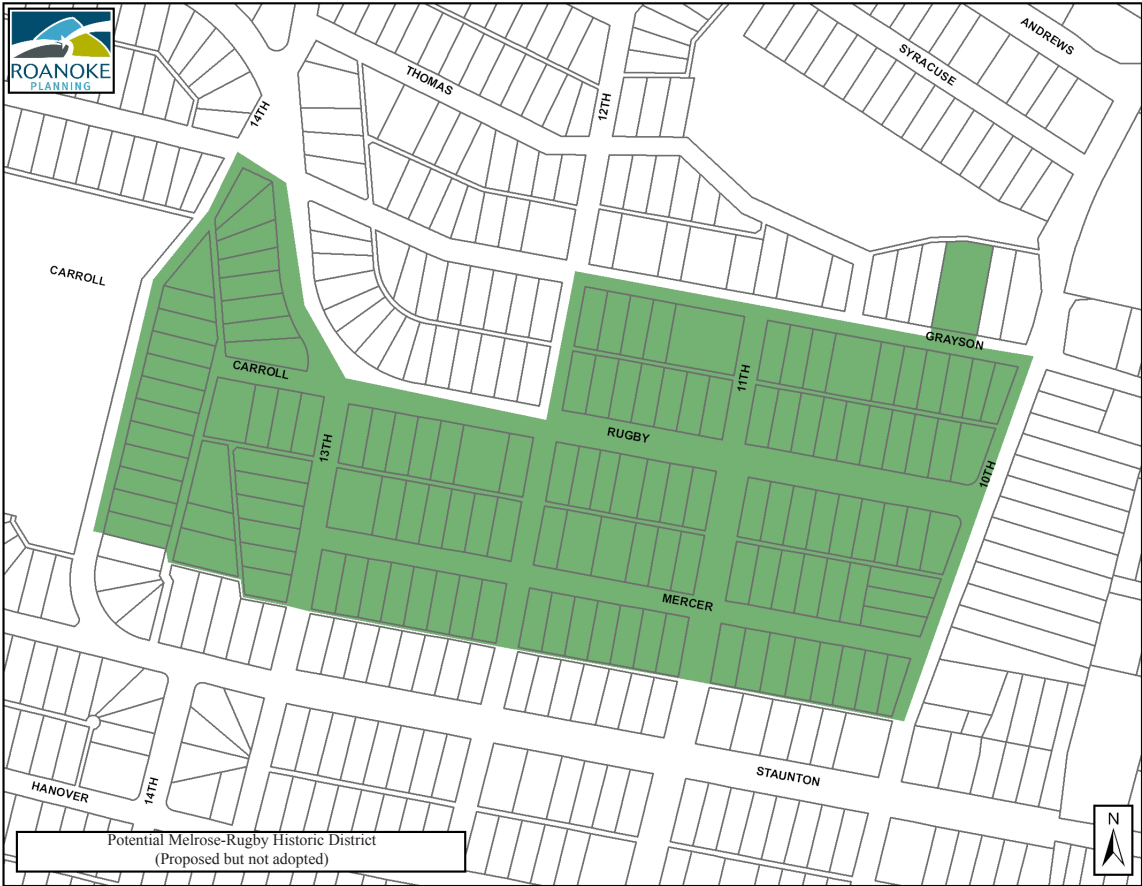 ROANOKE
PLANNING
ANDREWS
SYRACUSE
THOMAS
12TH
14TH
CARROLL
GRAYSON
CARROLL
11TH
RUGBY
13TH
10TH
MERCER
STAUNTON
HANOVER
14TH
N
Potential Melrose-Rugby Historic District
(Proposed but not adopted)